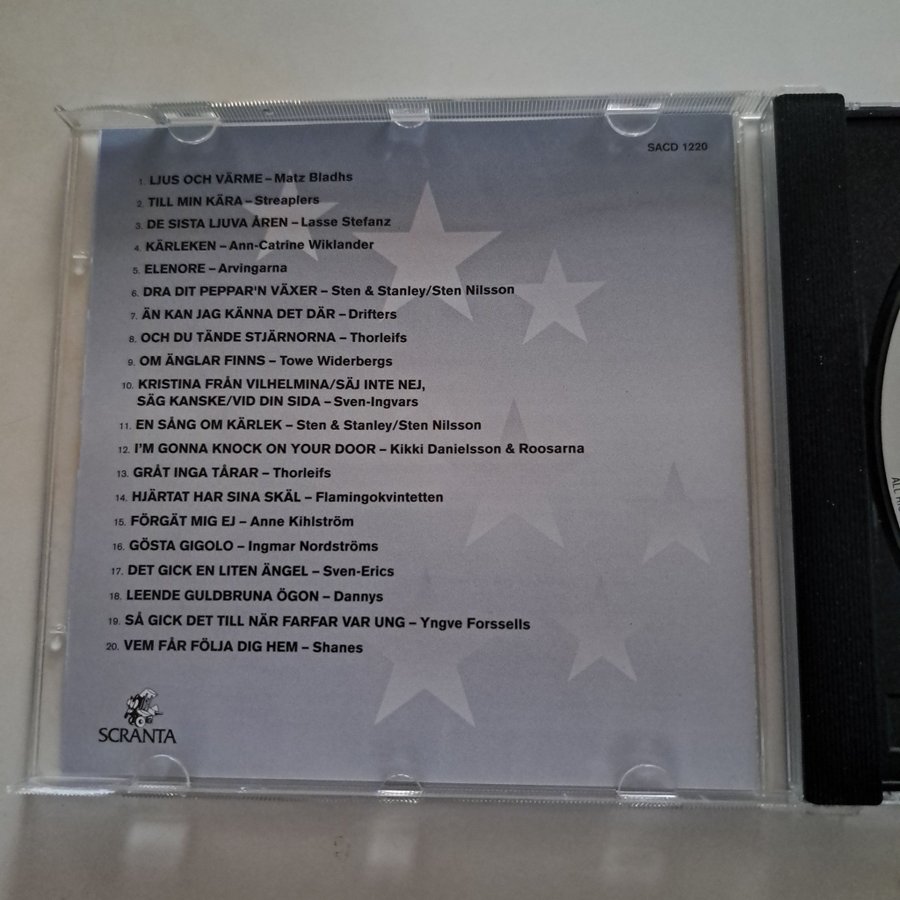 SACD 1220
1. LJUS OCH VÄRME – Matz Bladhs
2. TILL MIN KÄRA – Streaplers
3. DE SISTA LJUVA ÅREN – Lasse Stefanz
4. KÄRLEKEN – Ann-Catrine Wiklander
5. ELENORE – Arvingarna
6. DRA DIT PEPPAR'N VÄXER – Sten & Stanley/Sten Nilsson
7. ÄN KAN JAG KÄNNA DET DÄR – Drifters
8. OCH DU TÄNDE STJÄRNORNA – Thorleifs
9. OM ÄNGLAR FINNS – Towe Widerbergs
10. KRISTINA FRÅN VILHELMINA/SÄJ INTE NEJ,
SÄG KANSKE/VID DIN SIDA – Sven-Ingvars
11. EN SÅNG OM KÄRLEK – Sten & Stanley/Sten Nilsson
12. I'M GONNA KNOCK ON YOUR DOOR – Kikki Danielsson & Roosarna
13. GRÅT INGA TÅRAR – Thorleifs
14. HJÄRTAT HAR SINA SKÄL – Flamingokvintetten
15. FÖRGÄT MIG EJ – Anne Kihlström
16. GÖSTA GIGOLO – Ingmar Nordströms
17. DET GICK EN LITEN ÄNGEL – Sven-Erics
18. LEENDE GULDBRUNA ÖGON – Dannys
19. SÅ GICK DET TILL NÄR FARFAR VAR UNG – Yngve Forssells
20. VEM FÅR FÖLJA DIG HEM – Shanes
SCRANTA
ALL